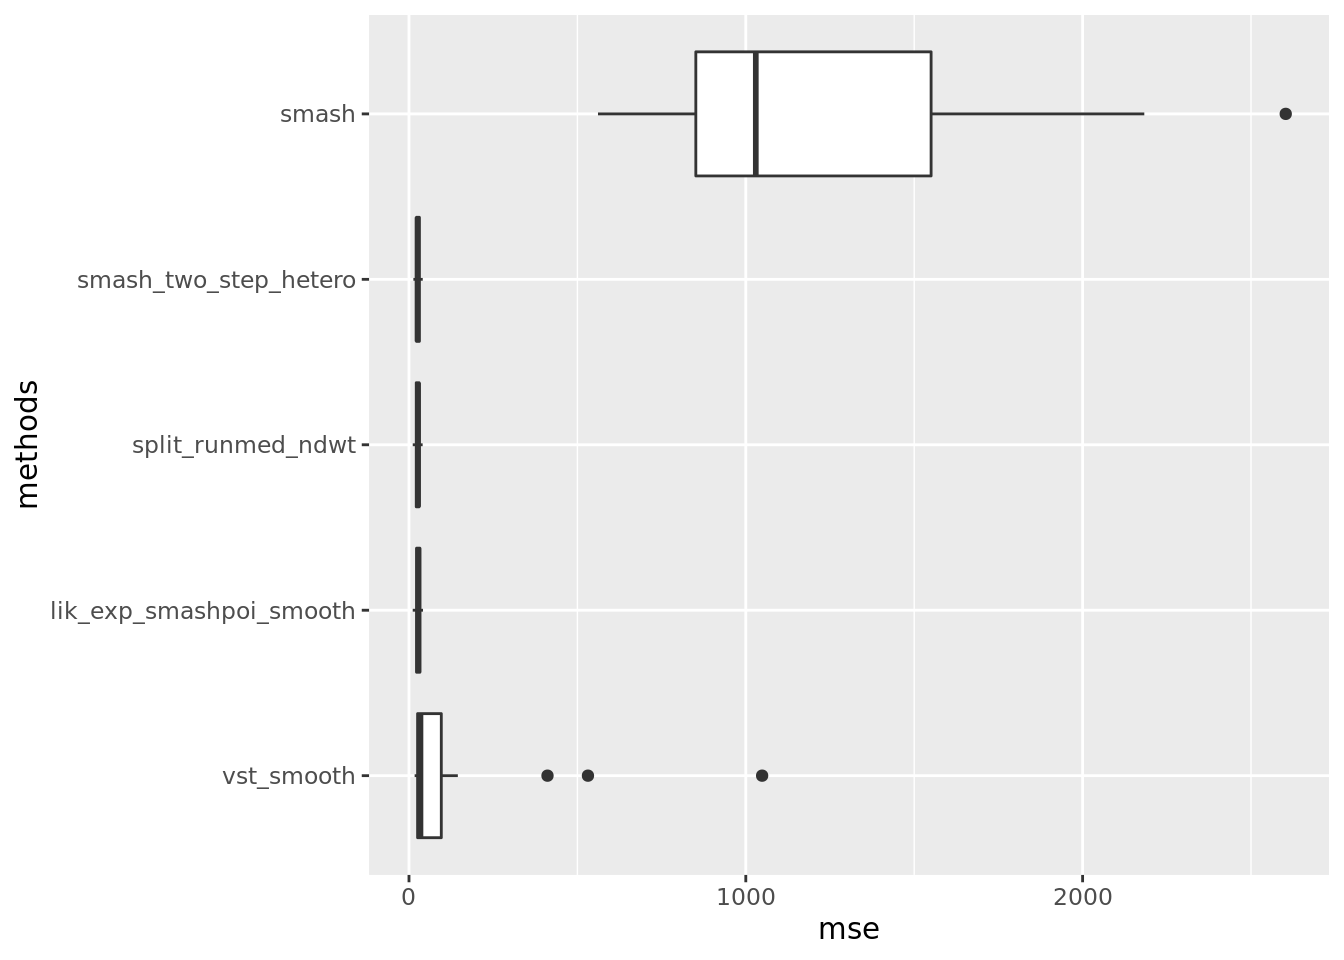 smash
smash_two_step_hetero
split_runmed_ndwt
lik_exp_smashpoi_smooth
vst_smooth
methods
0
1000
2000
mse